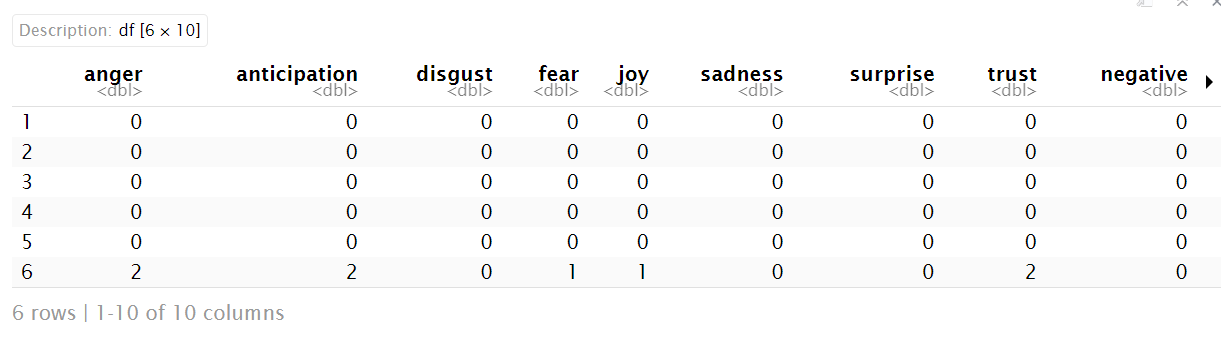 Description: df [6 × 10]
anger anticipation disgust fear joy sadness surprise trust negative
<dbl> <dbl> <dbl> <dbl> <dbl> <dbl> <dbl> <dbl> <dbl>
1 0 0 0 0 0 0 0 0 0
2 0 0 0 0 0 0 0 0 0
3 0 0 0 0 0 0 0 0 0
4 0 0 0 0 0 0 0 0 0
5 0 0 0 0 0 0 0 0 0
6 2 2 0 1 1 0 0 2 0
6 rows | 1-10 of 10 columns